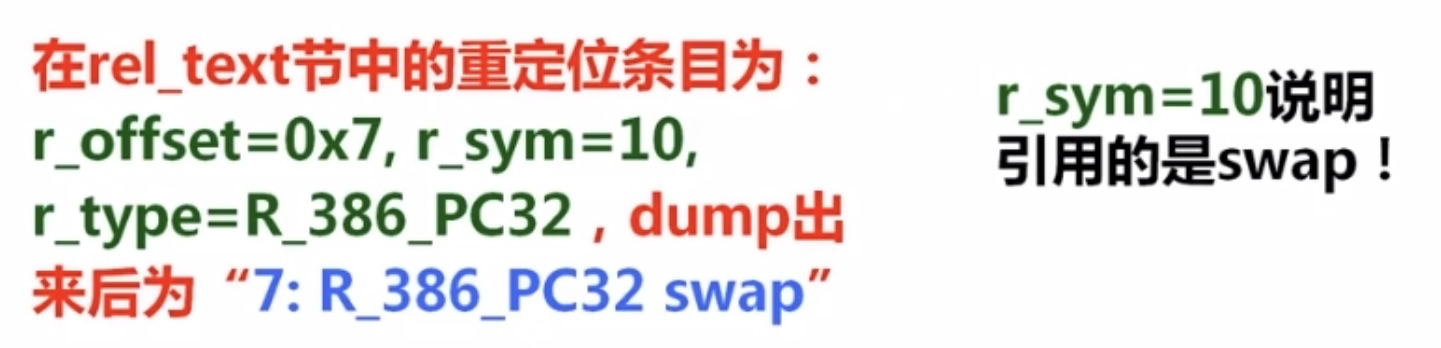 在rel_text节中的重定位条目为：
r_offset=0x7, r_sym=10,
r_type=R_386_PC32，dump出
来后为“7: R_386_PC32 swap”
r_sym=10说明
引用的是swap！